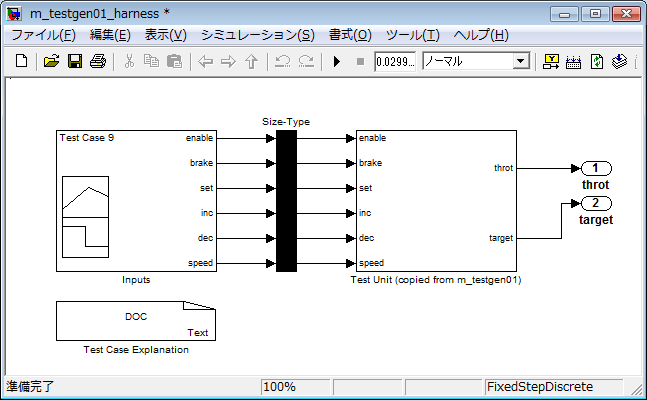 m_testgen01_harness *
ファイル(F) 編集(E) 表示(V) シミュレーション(S) 書式(O) ツール(T) ヘルプ(H)
0.0299... ノーマル
Size-Type
Test Case 9
enable
brake
set
inc
dec
speed
Inputs
enable
brake
set
inc
dec
speed
throt
target
Test Unit (copied from m_testgen01)
1
throt
2
target
DOC
Text
Test Case Explanation
準備完了 100% FixedStepDiscrete